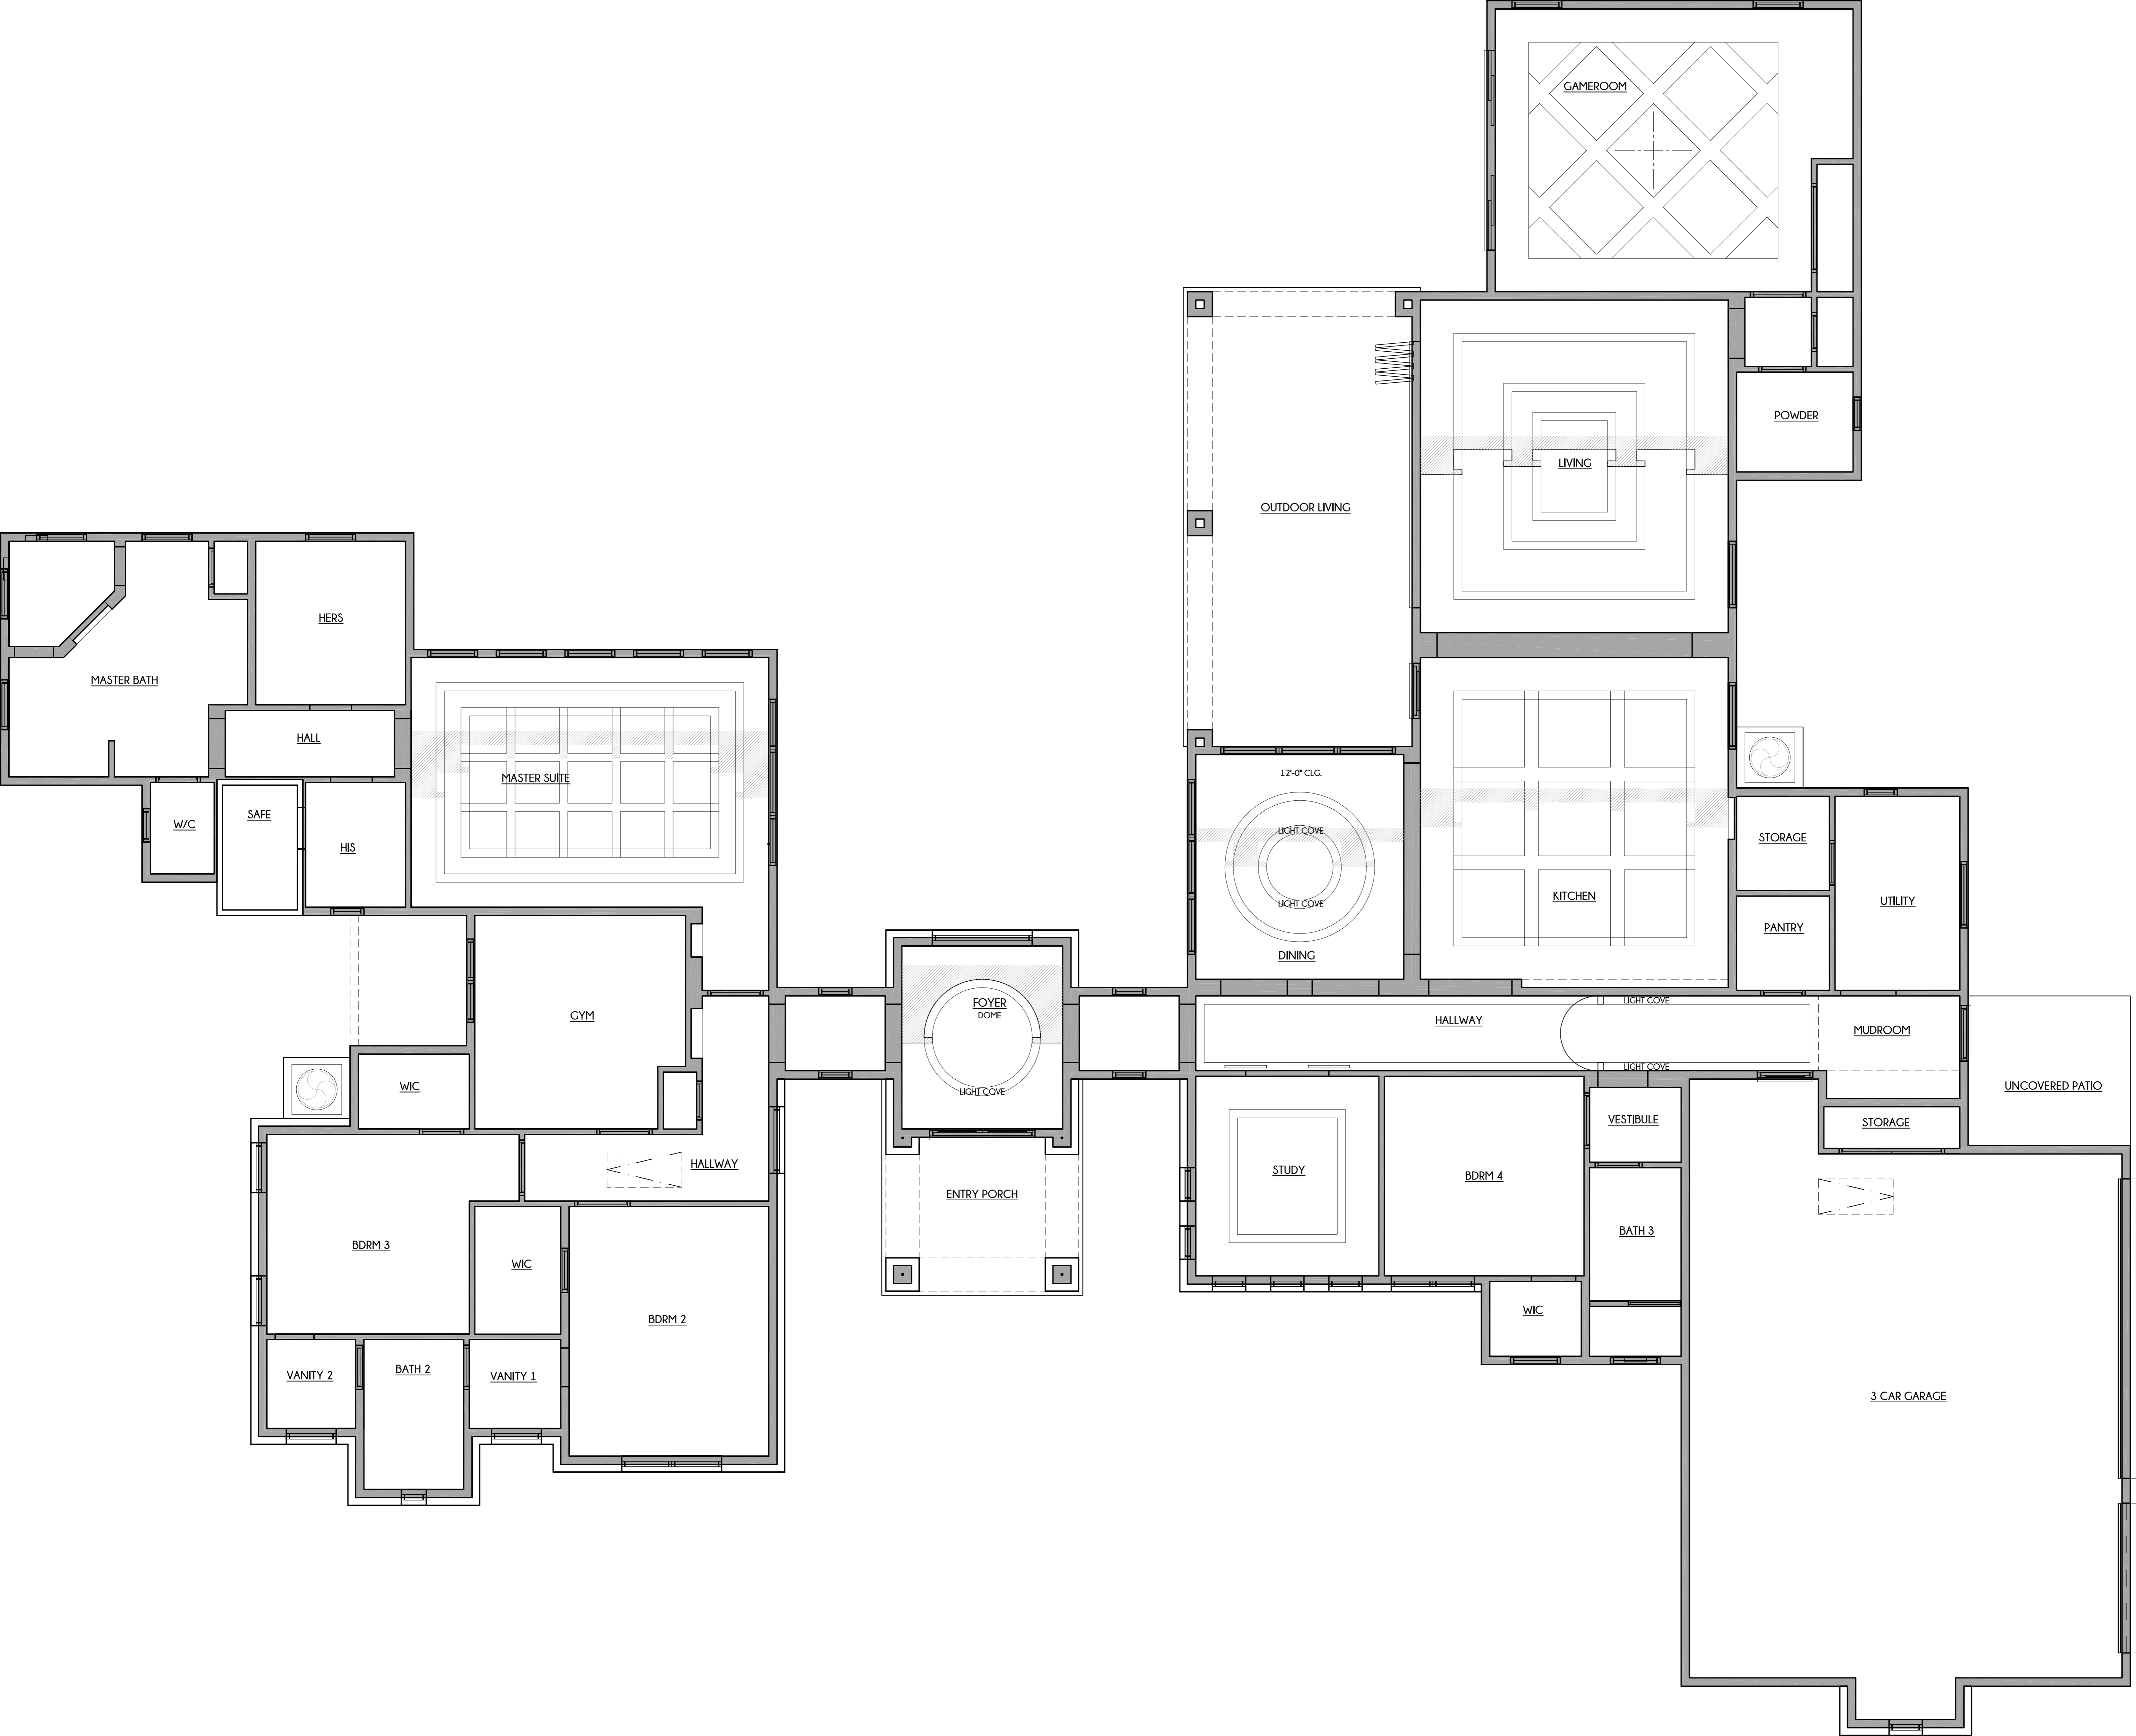 GAMEROOM
POWDER
LIVING
OUTDOOR LIVING
HERS
MASTER BATH
HALL
MASTER SUITE
12'-0" CLG.
SAFE
W/C
HIS
LIGHT COVE
STORAGE
KITCHEN
UTILITY
LIGHT COVE
PANTRY
DINING
FOYER
DOME
GYM
LIGHT COVE
HALLWAY
MUDROOM
LIGHT COVE
WIC
LIGHT COVE
UNCOVERED PATIO
VESTIBULE
STORAGE
HALLWAY
STUDY
BDRM 4
ENTRY PORCH
BATH 3
BDRM 3
WIC
BDRM 2
WIC
VANITY 2
BATH 2
VANITY 1
3 CAR GARAGE